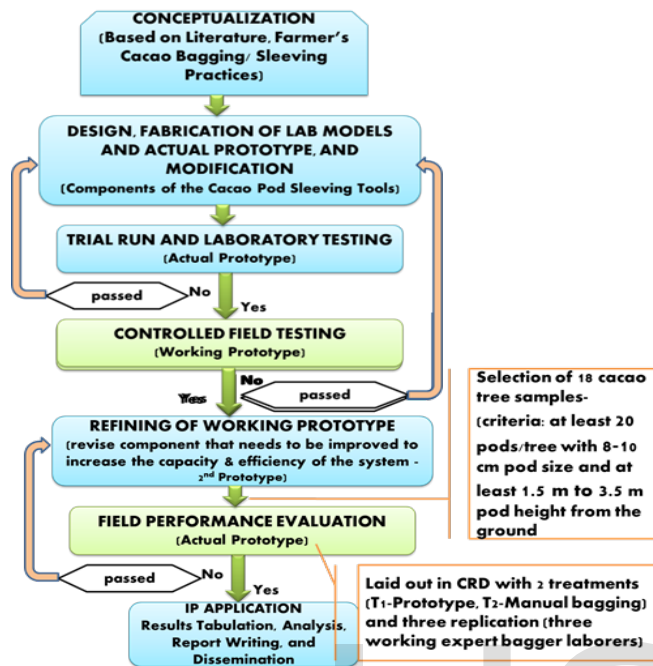 CONCEPTUALIZATION
(Based on Literature, Farmer's
Cacao Bagging/ Sleeving
Practices)
DESIGN, FABRICATION OF LAB MODELS
AND ACTUAL PROTOTYPE, AND
MODIFICATION
(Components of the Cacao Pod Sleeving Tools)
TRIAL RUN AND LABORATORY TESTING
(Actual Prototype)
passed
No
Yes
CONTROLLED FIELD TESTING
(Working Prototype)
Yes
No
passed
REFINING OF WORKING PROTOTYPE
(revise component that needs to be improved to
increase the capacity & efficiency of the system -
2nd Prototype)
FIELD PERFORMANCE EVALUATION
(Actual Prototype)
passed
No
Yes
IP APPLICATION
Results Tabulation, Analysis,
Report Writing, and
Dissemination
Selection of 18 cacao
tree samples-
(criteria: at least 20
pods/tree with 8-10
cm pod size and at
least 1.5 m to 3.5 m
pod height from the
ground
Laid out in CRD with 2 treatments
(T1-Prototype, T2-Manual bagging)
and three replication (three
working expert bagger laborers)